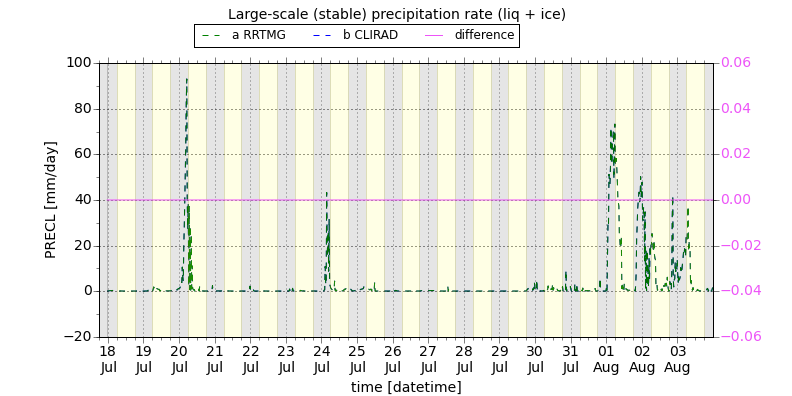 Large-scale (stable) precipitation rate (liq + ice)
a RRTMG b CLIRAD difference
100 0.06
80 0.04
60 0.02
40 0.00
20 −0.02
0 −0.04
−20 −0.06
PRECL [mm/day]
18 19 20 21 22 23 24 25 26 27 28 29 30 31 01 02 03
Jul Jul Jul Jul Jul Jul Jul Jul Jul Jul Jul Jul Jul Jul Aug Aug Aug
time [datetime]